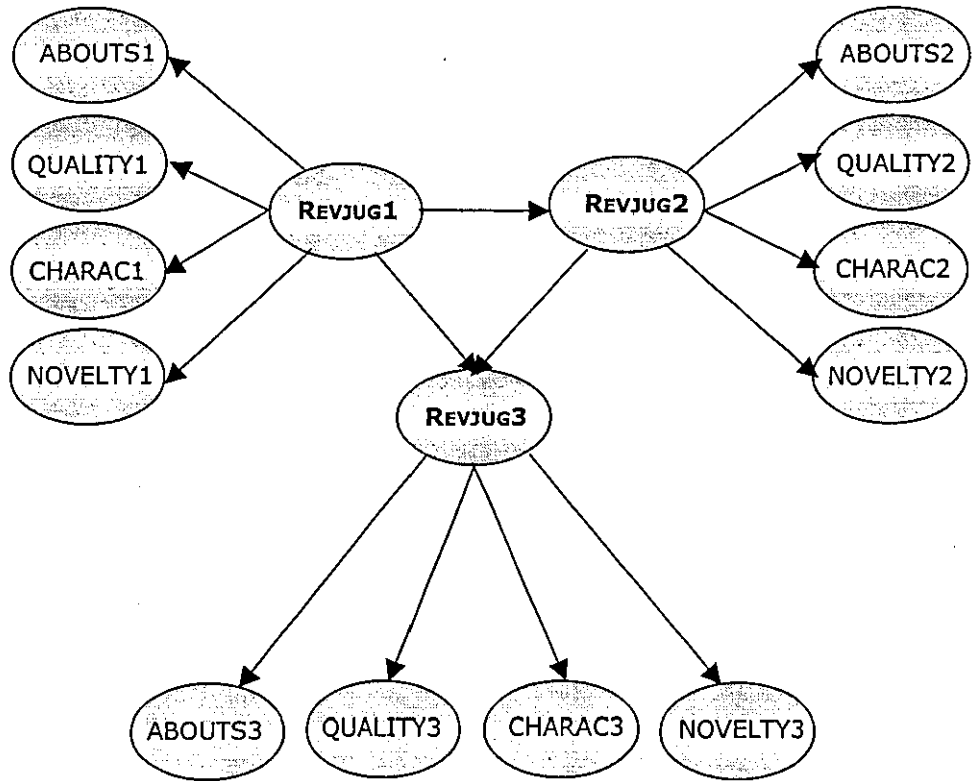 ABOUTS1
ABOUTS2
QUALITY1
QUALITY2
REVJUG1
REVJUG2
CHARAC1
CHARAC2
NOVELTY1
NOVELTY2
REVJUG3
ABOUTS3
QUALITY3
CHARAC3
NOVELTY3